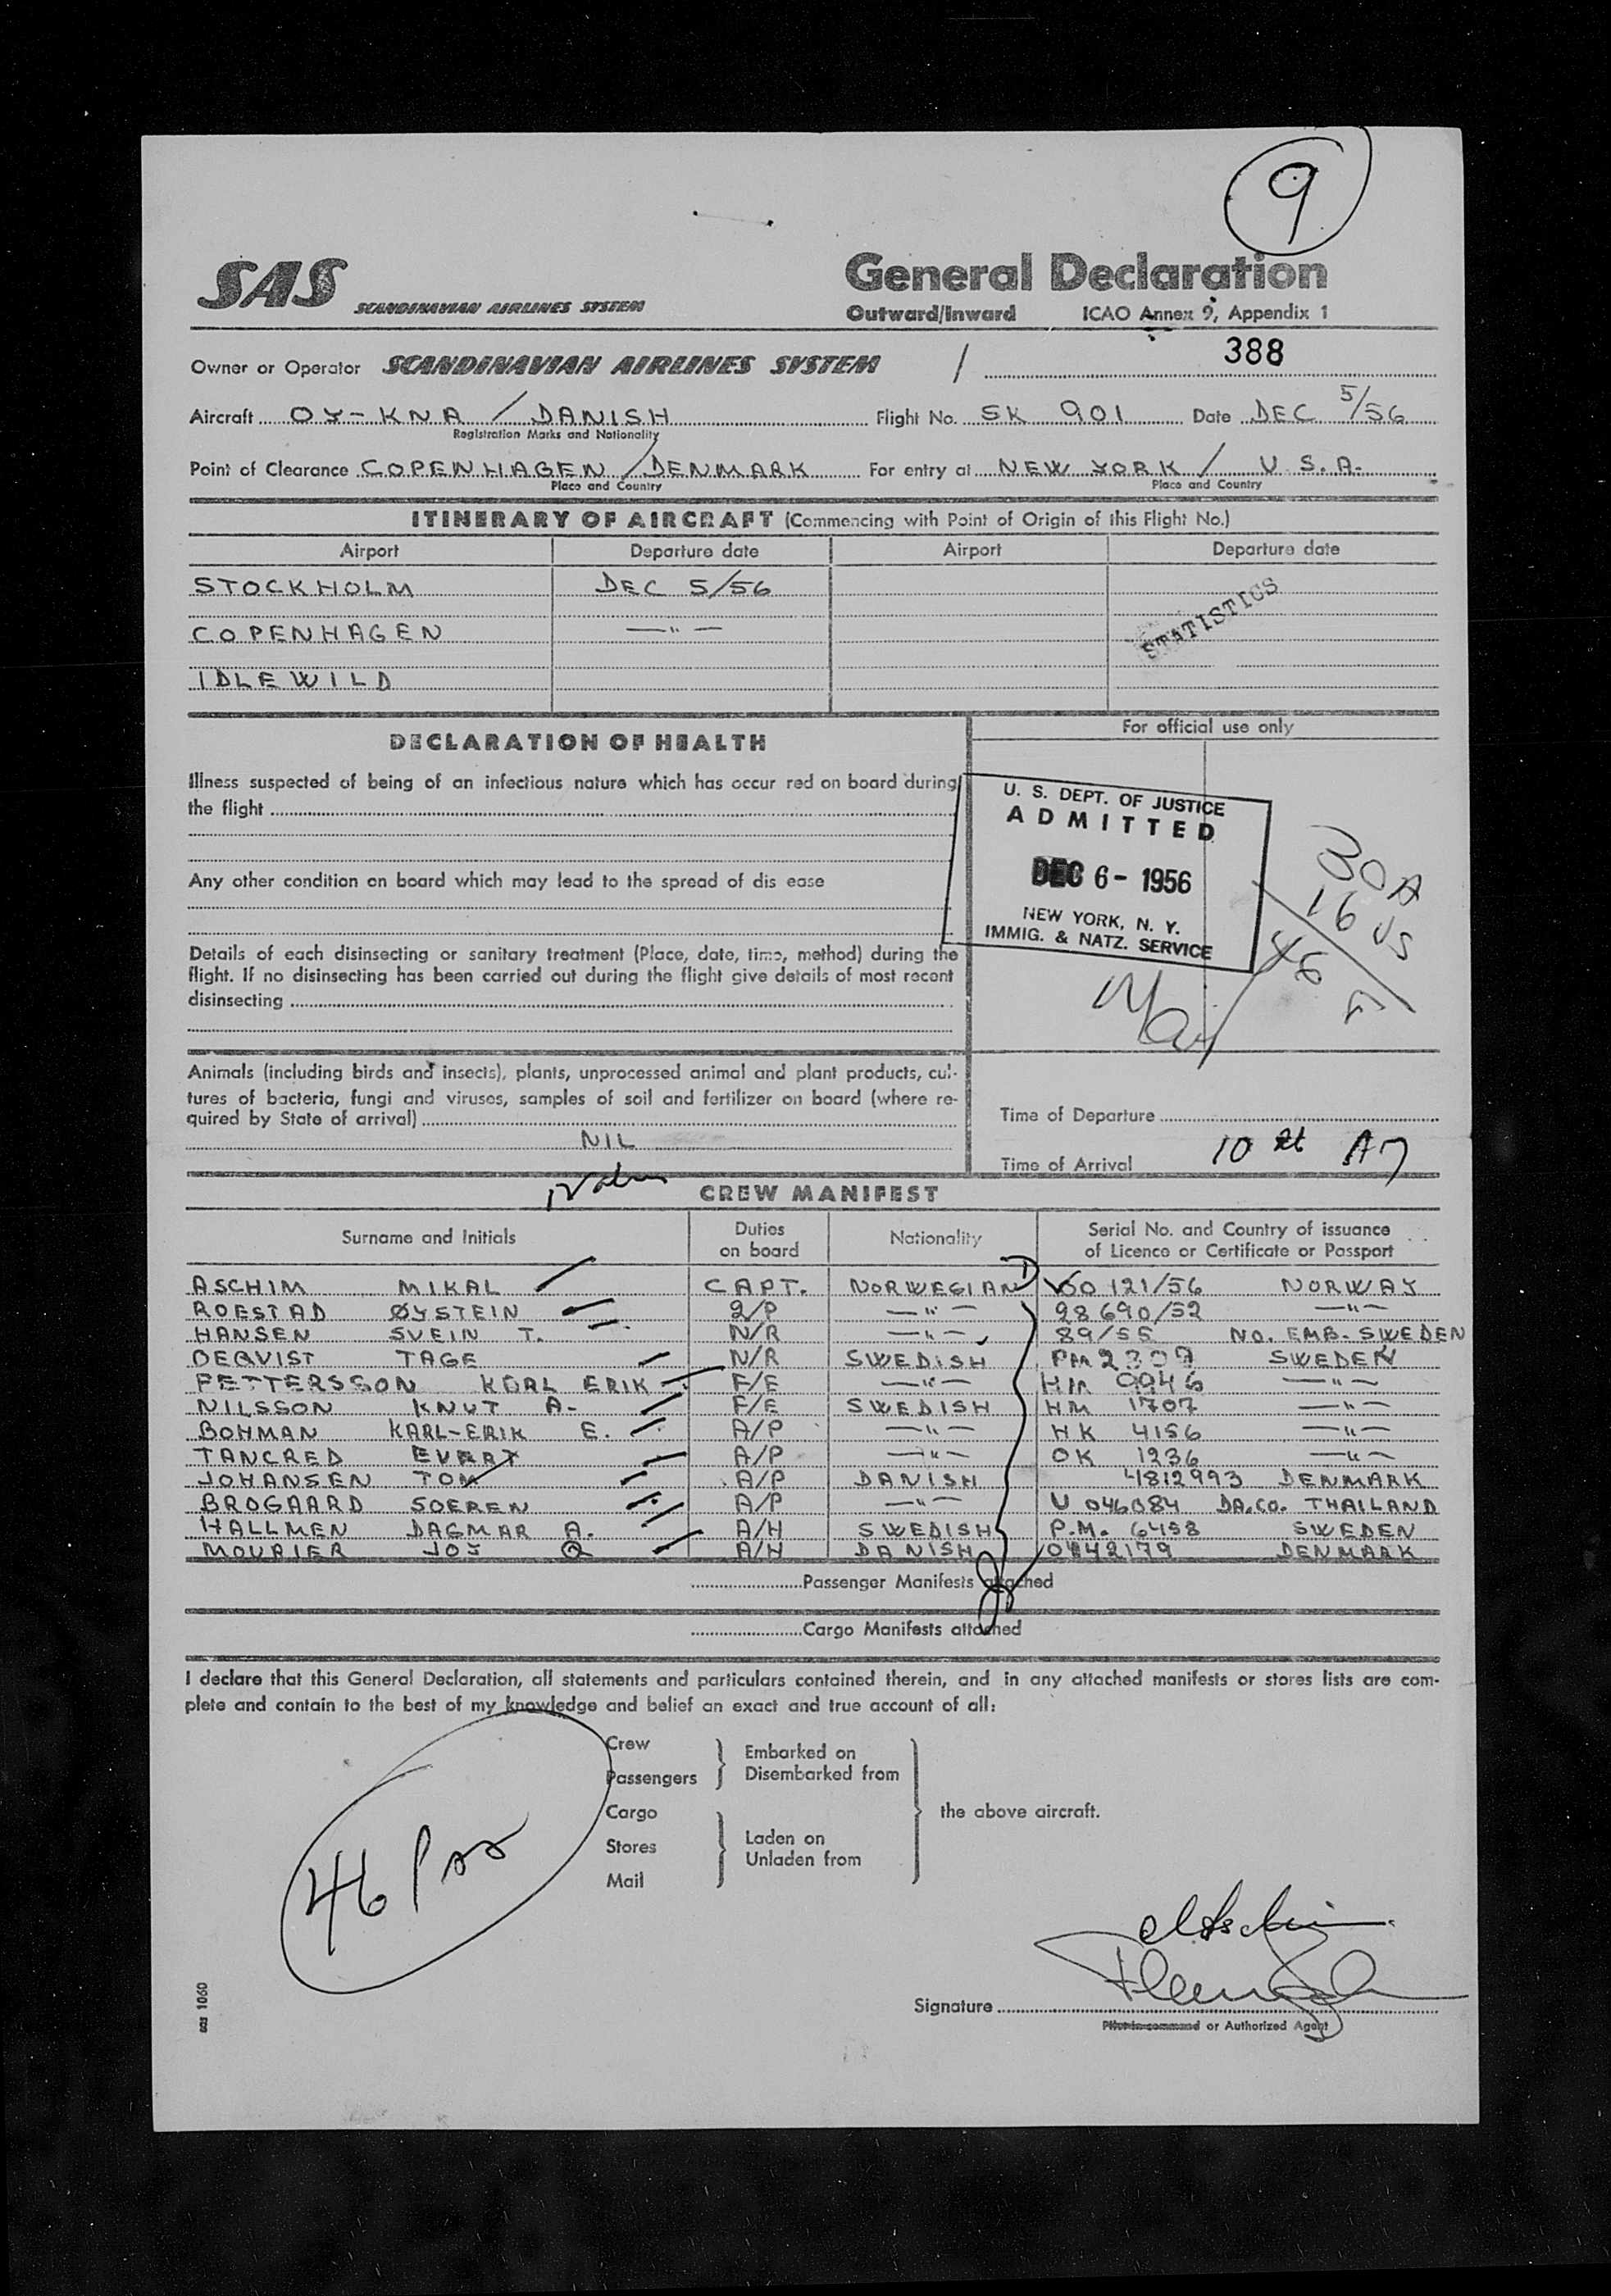 9
SAS SCANDINAVIAN AIRLINES SYSTEM
General Declaration
Outward/Inward ICAO Annex 9, Appendix 1
Owner or Operator SCANDINAVIAN AIRLINES SYSTEM / 388
Aircraft OY-KNA / DANISH Flight No. SK 901 Date DEC 5/56
Registration Marks and Nationality
Point of Clearance COPENHAGEN / DENMARK For entry at NEW YORK / U.S.A.
Place and Country Place and Country
ITINERARY OF AIRCRAFT (Commencing with Point of Origin of this Flight No.)
Airport Departure date Airport Departure date
STOCKHOLM DEC 5/56
STATISTICS
COPENHAGEN —"—
IDLEWILD
DECLARATION OF HEALTH
For official use only
Illness suspected of being of an infectious nature which has occur red on board during
the flight
Any other condition on board which may lead to the spread of dis ease
Details of each disinsecting or sanitary treatment (Place, date, time, method) during the
flight. If no disinsecting has been carried out during the flight give details of most recent
disinsecting
U. S. DEPT. OF JUSTICE
ADMITTED
DEC 6- 1956
NEW YORK, N. Y.
IMMIG. & NATZ. SERVICE
30 A
16 US
46
Animals (including birds and insects), plants, unprocessed animal and plant products, cul-
tures of bacteria, fungi and viruses, samples of soil and fertilizer on board (where re-
quired by State of arrival)
NIL
Time of Departure
Time of Arrival 10 AM
CREW MANIFEST
Surname and Initials Duties on board Nationality Serial No. and Country of issuance of Licence or Certificate or Passport
ASCHIM MIKAL CAPT. NORWEGIAN 121/56 NORWAY
ROESTAD ØYSTEIN 2/P —"— 28690/52 —"—
HANSEN SVEIN T. N/R —"— 89/55 NO. EMB. SWEDEN
OEQVIST TAGE N/R SWEDISH PM 2309 SWEDEN
PETTERSSON KARL ERIK F/E —"— HM 9946 —"—
NILSSON KNUT A. F/E SWEDISH HM 1707 —"—
BOHMAN KARL-ERIK E. A/P —"— HK 4156 —"—
TANCRED EVERT A/P —"— OK 1236 —"—
JOHANSEN TOM A/P DANISH 4812993 DENMARK
BROGAARD SOEREN A/P —"— U 046084 DA.CO. THAILAND
HALLMEN DAGMAR A. A/H SWEDISH P.M. 6458 SWEDEN
MOURIER JOY A/H DANISH DENMARK
Passenger Manifests attached
Cargo Manifests attached
I declare that this General Declaration, all statements and particulars contained therein, and in any attached manifests or stores lists are com-
plete and contain to the best of my knowledge and belief an exact and true account of all:
Crew
Passengers
Embarked on
Disembarked from
Cargo
Stores
Mail
Laden on
Unladen from
the above aircraft.
46 Pss
Signature
Pilot-in-command or Authorized Agent
sas 1060